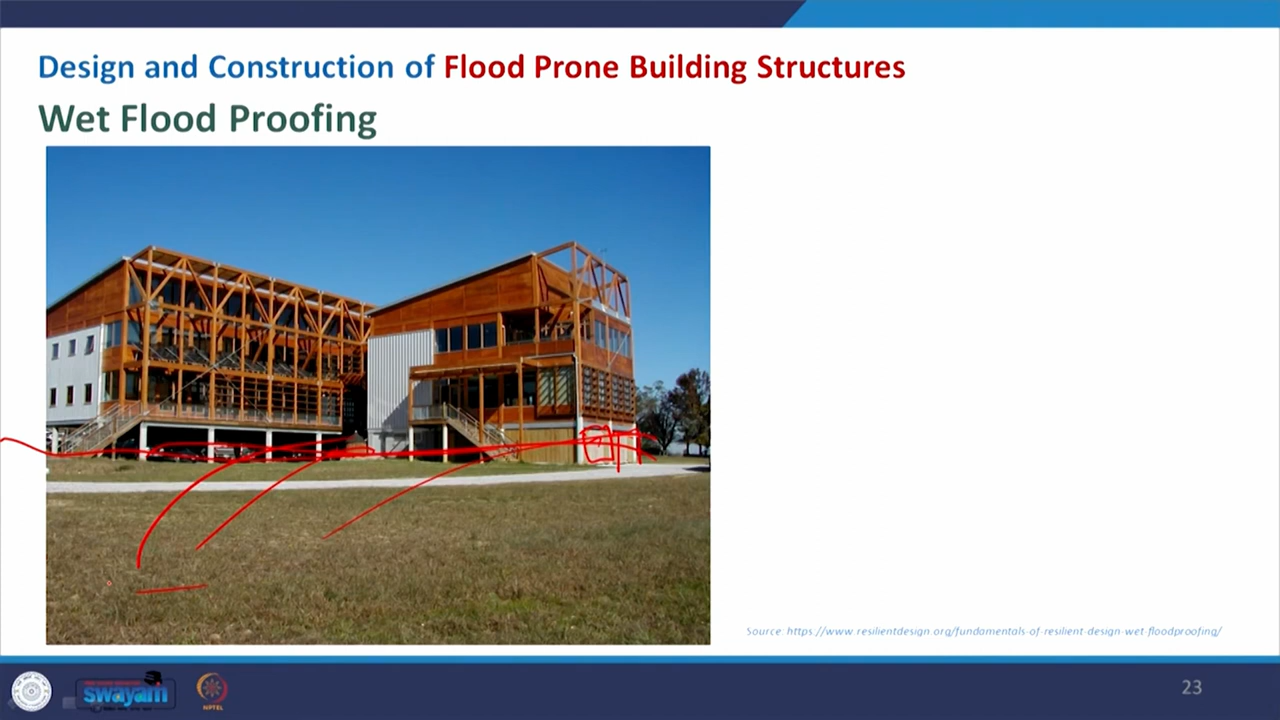 Design and Construction of Flood Prone Building Structures
Wet Flood Proofing
Source: https://www.resilientdesign.org/fundamentals-of-resilient-design-wet-floodproofing/
swayam
NPTEL
23